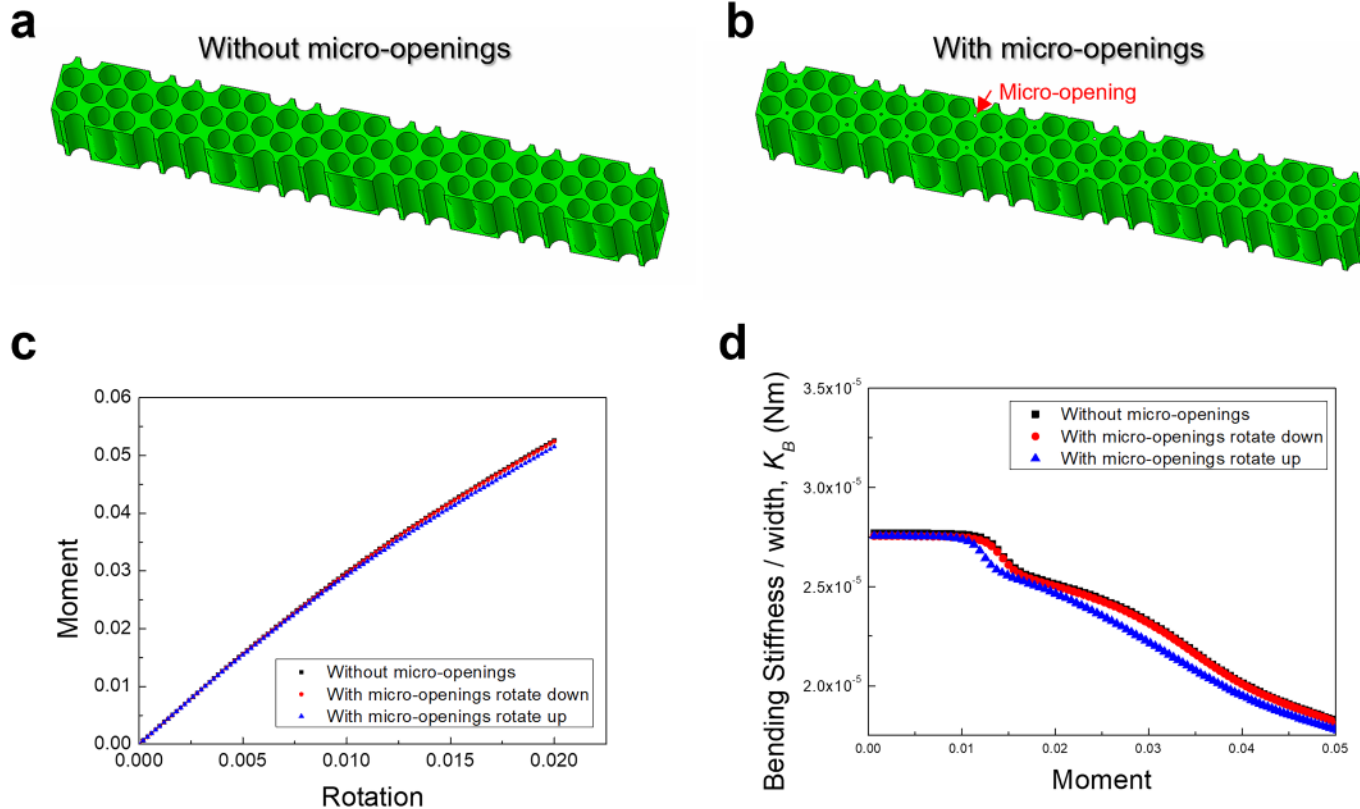 a
Without micro-openings
b
With micro-openings
Micro-opening
c
Moment
0.06
0.05
0.04
0.03
0.02
0.01
0.00
Without micro-openings
With micro-openings rotate down
With micro-openings rotate up
0.000 0.005 0.010 0.015 0.020
Rotation
d
Bending Stiffness / width, K_B (Nm)
3.5x10⁻⁵
3.0x10⁻⁵
2.5x10⁻⁵
2.0x10⁻⁵
Without micro-openings
With micro-openings rotate down
With micro-openings rotate up
0.00 0.01 0.02 0.03 0.04 0.05
Moment